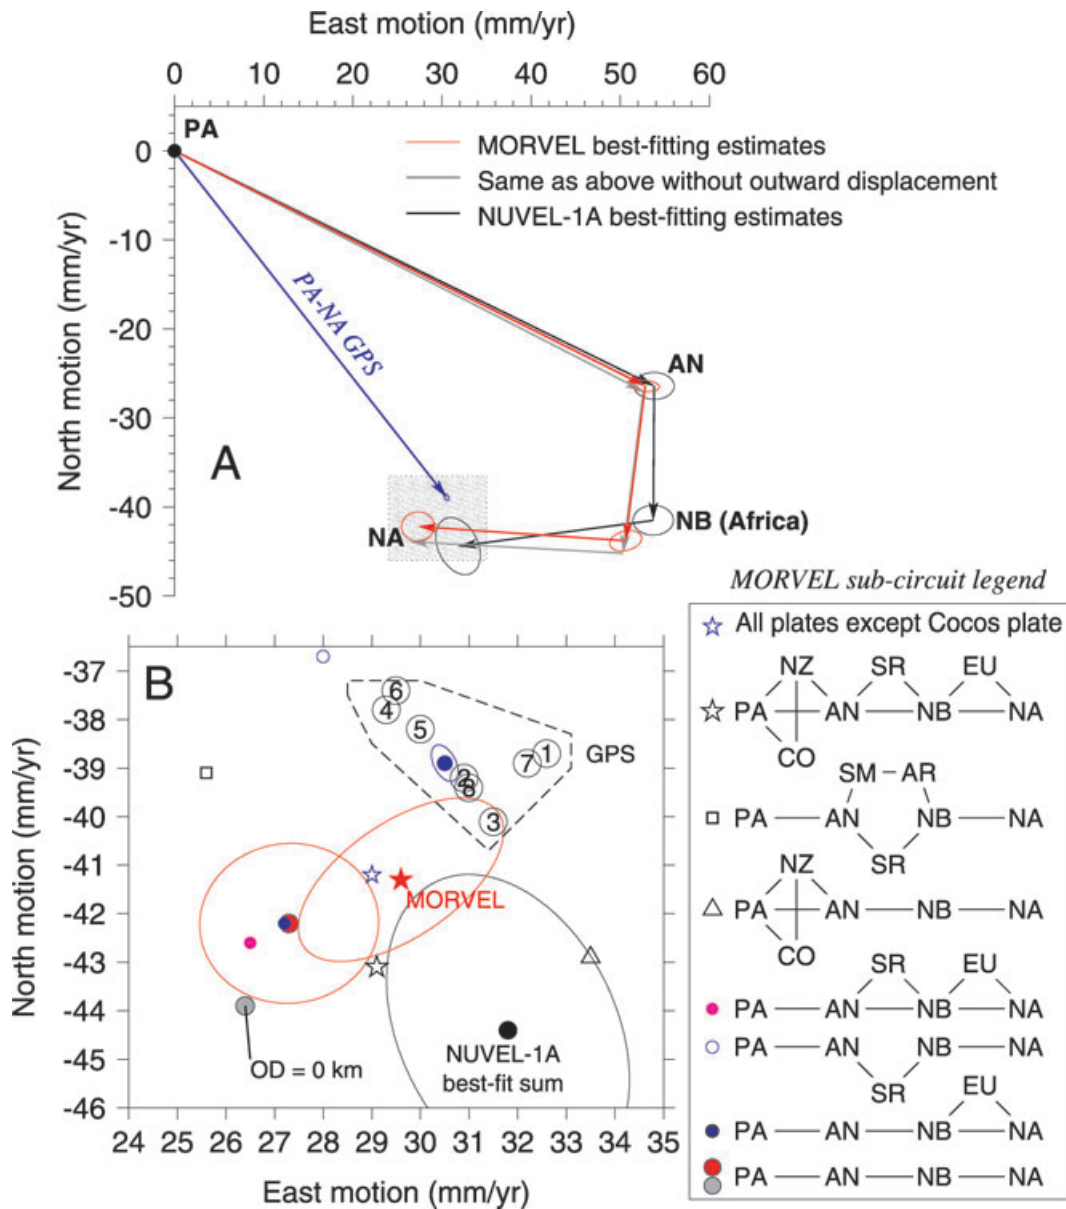 East motion (mm/yr)
0 10 20 30 40 50 60
North motion (mm/yr)
0
-10
-20
-30
-40
-50
PA
MORVEL best-fitting estimates
Same as above without outward displacement
NUVEL-1A best-fitting estimates
PA-NA GPS
AN
A
NB (Africa)
NA
MORVEL sub-circuit legend
All plates except Cocos plate
NZ SR EU
PA AN NB NA
CO
SM AR
PA AN NB NA
SR
NZ
PA AN NB NA
CO
SR EU
PA AN NB NA
PA AN NB NA
SR
EU
PA AN NB NA
PA AN NB NA
B
North motion (mm/yr)
-37
-38
-39
-40
-41
-42
-43
-44
-45
-46
6
4
5
1
7
2
8
3
GPS
MORVEL
OD = 0 km
NUVEL-1A
best-fit sum
24 25 26 27 28 29 30 31 32 33 34 35
East motion (mm/yr)